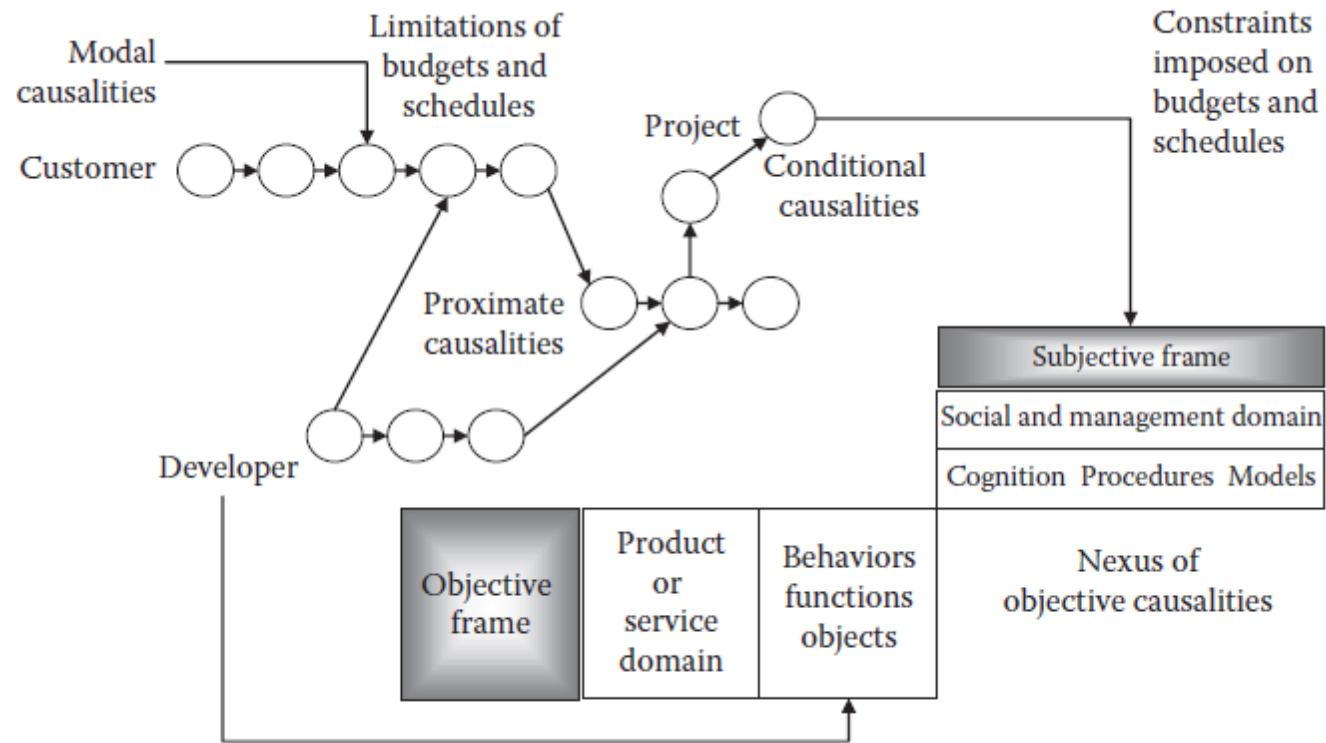 Modal
causalities
Limitations of
budgets and
schedules
Constraints
imposed on
budgets and
schedules
Customer
Project
Conditional
causalities
Proximate
causalities
Developer
Subjective frame
Social and management domain
Cognition Procedures Models
Objective
frame
Product
or
service
domain
Behaviors
functions
objects
Nexus of
objective causalities